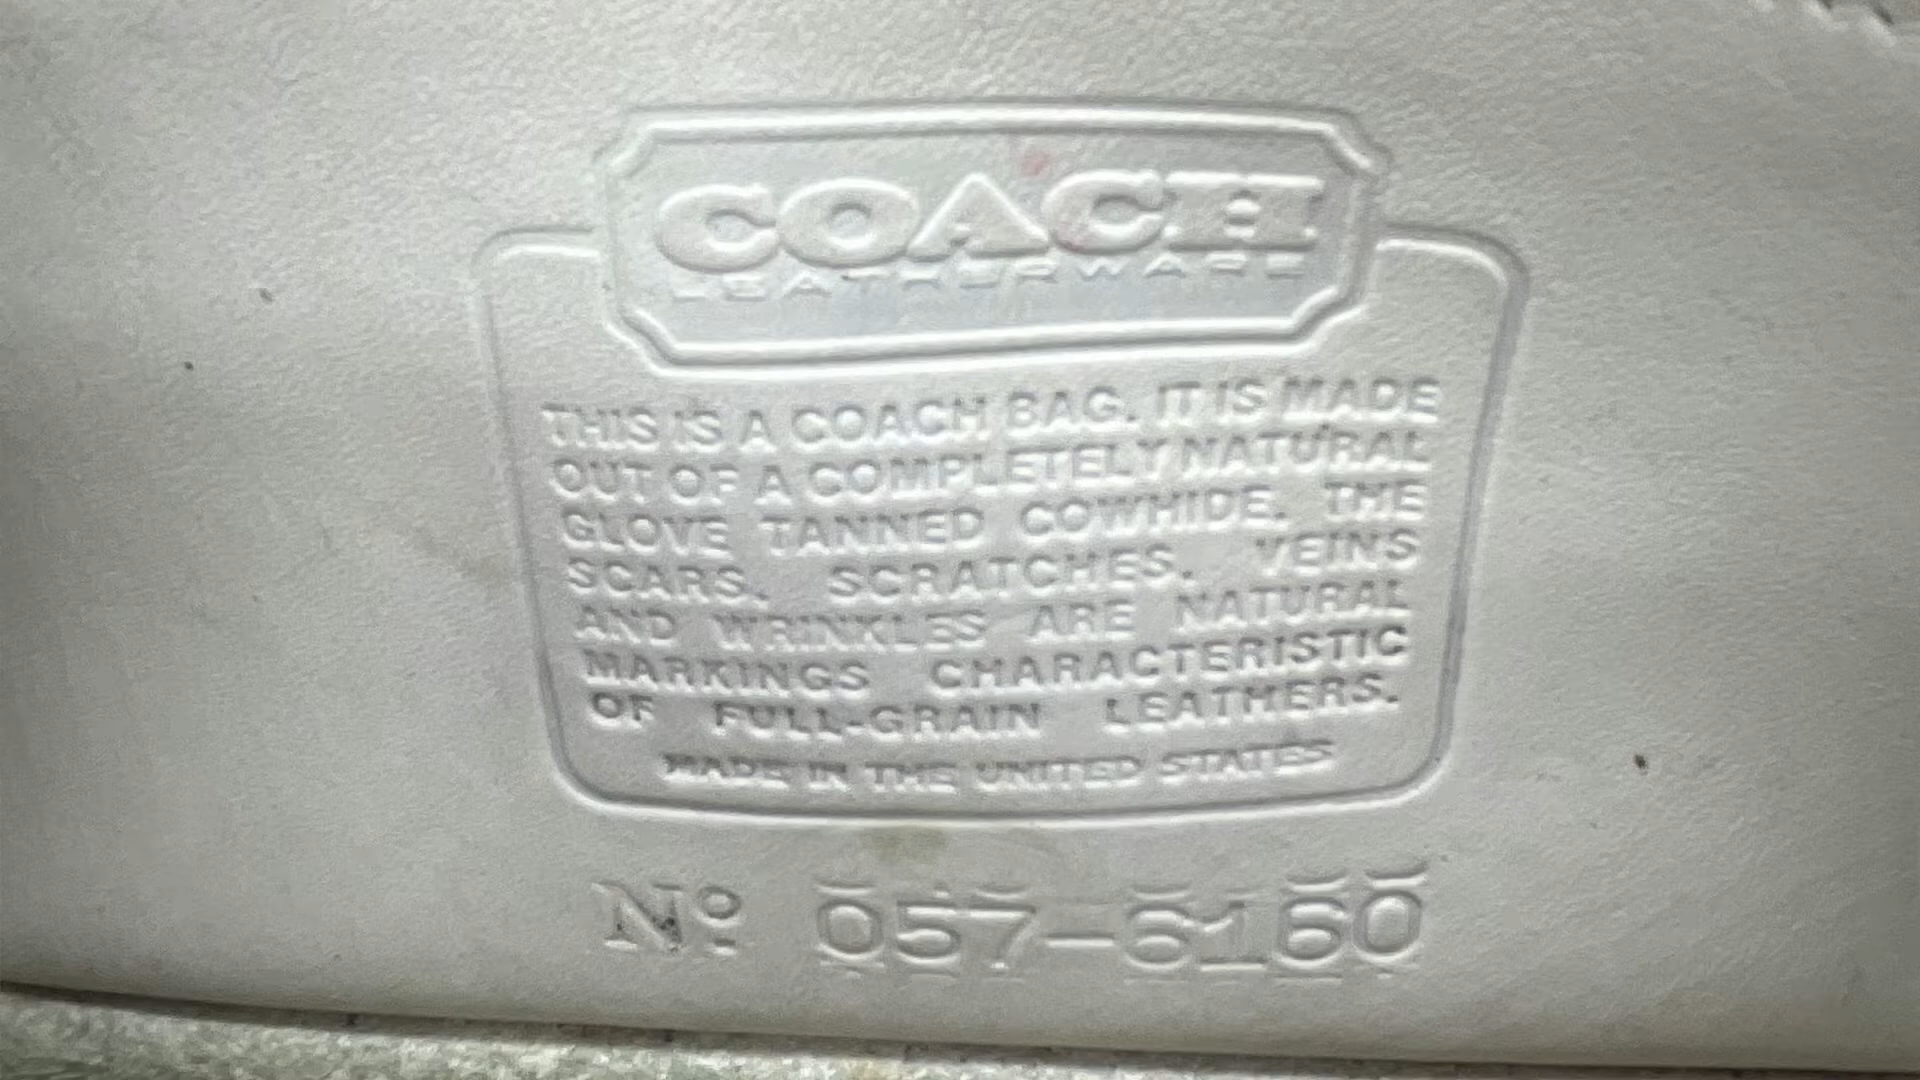 COACH
LEATHERWARE
THIS IS A COACH BAG. IT IS MADE
OUT OF A COMPLETELY NATURAL
GLOVE TANNED COWHIDE. THE
SCARS, SCRATCHES, VEINS
AND WRINKLES ARE NATURAL
MARKINGS CHARACTERISTIC
OF FULL-GRAIN LEATHERS.
MADE IN THE UNITED STATES
Nº 057-6160